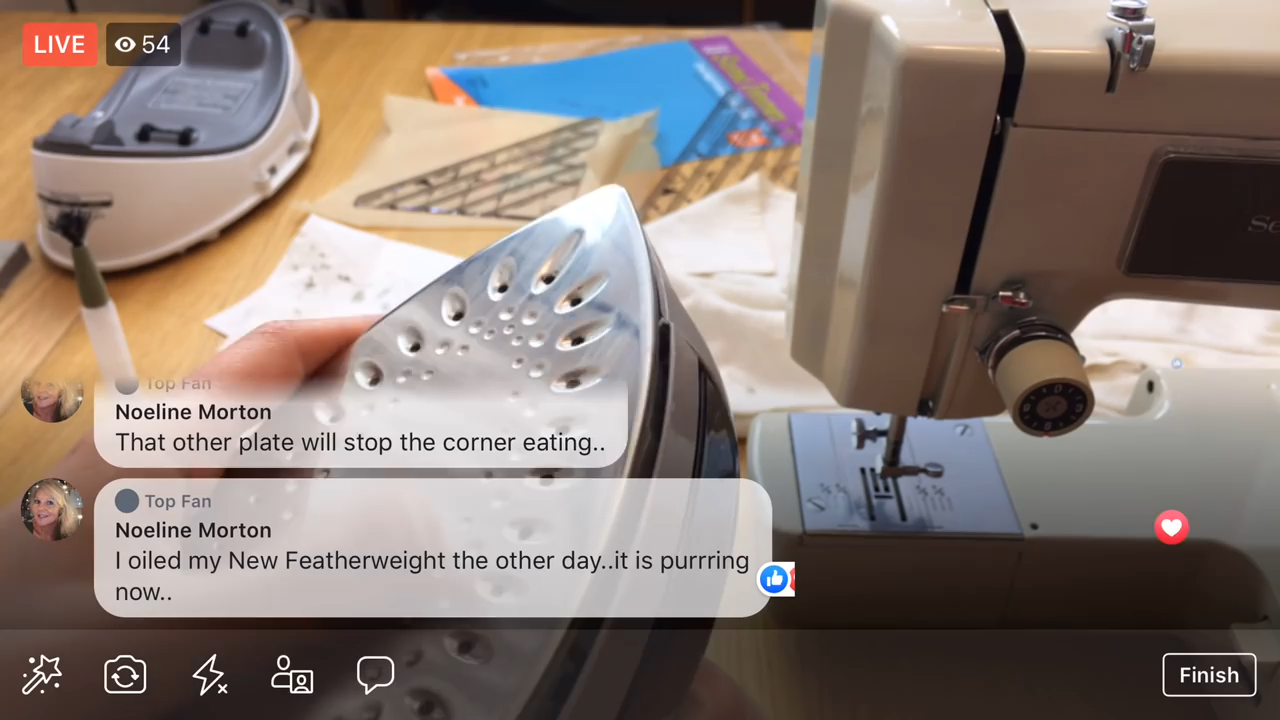 LIVE
54
Top Fan
Noeline Morton
That other plate will stop the corner eating..
Top Fan
Noeline Morton
I oiled my New Featherweight the other day..it is purrring
now..
Finish